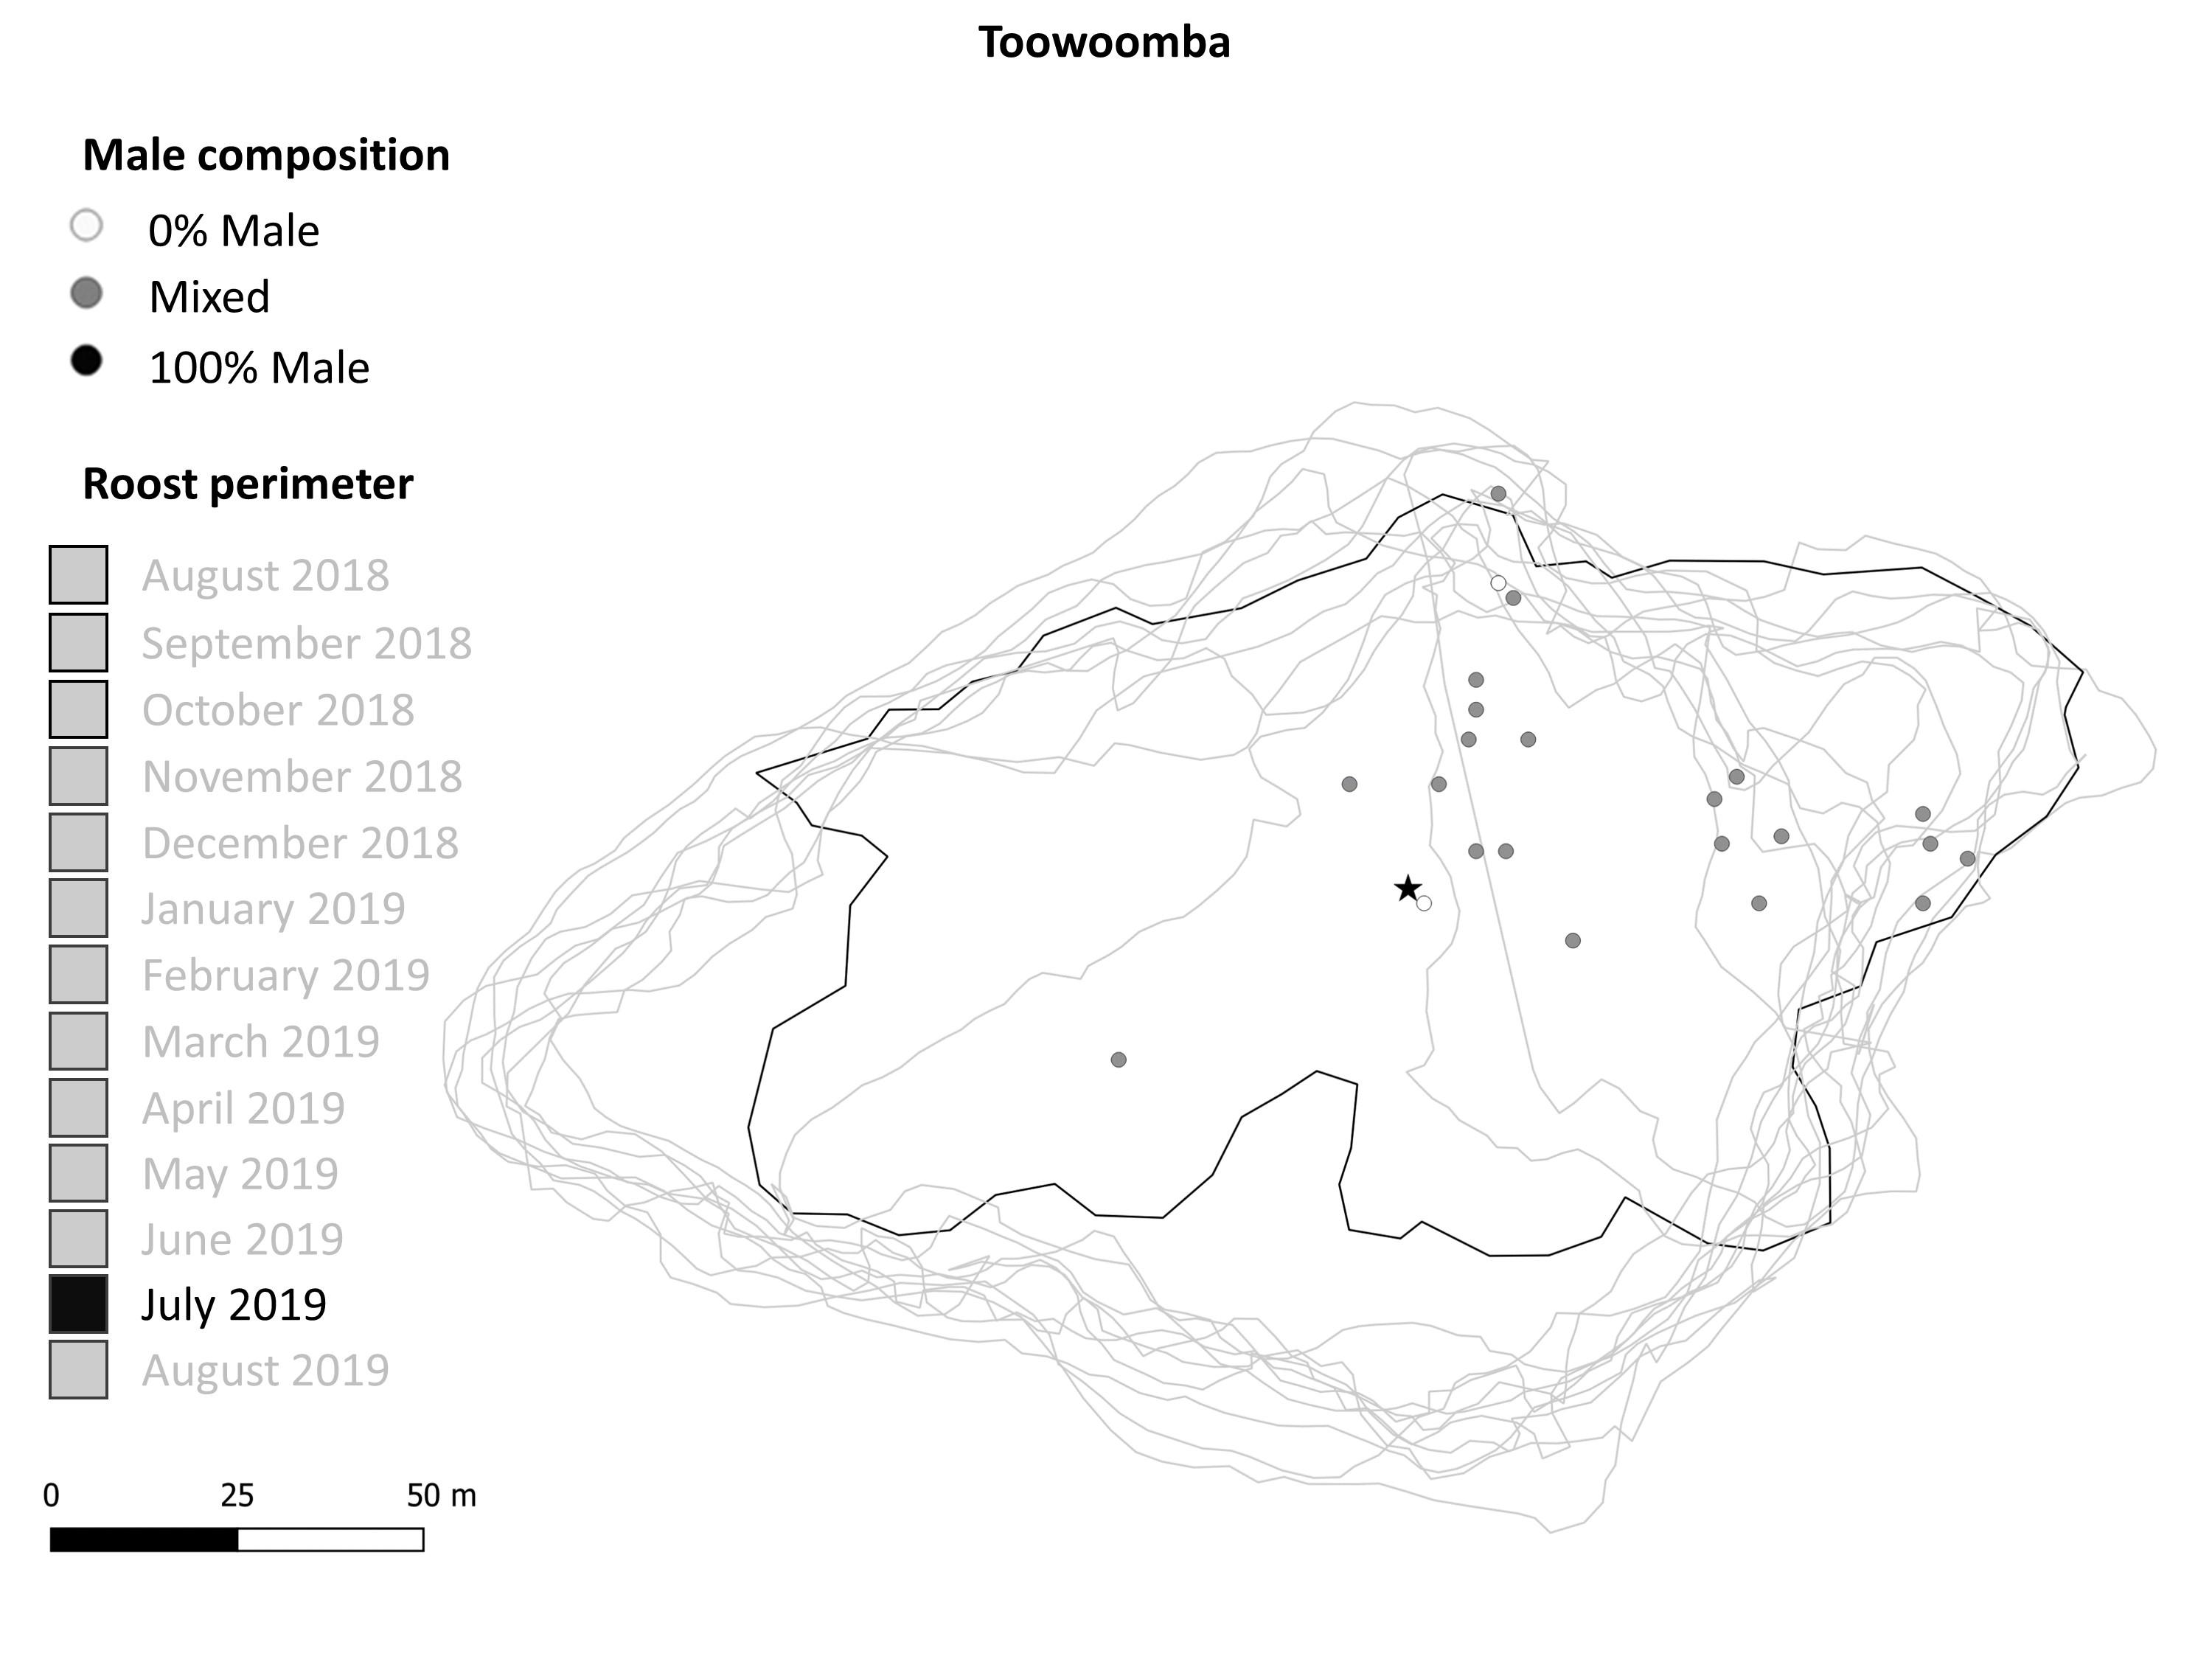 Toowoomba
Male composition
0% Male
Mixed
100% Male
Roost perimeter
August 2018
September 2018
October 2018
November 2018
December 2018
January 2019
February 2019
March 2019
April 2019
May 2019
June 2019
July 2019
August 2019
0 25 50 m